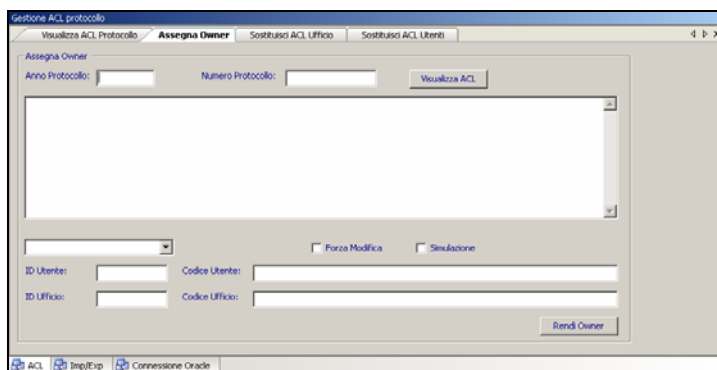 Gestione ACL protocollo
Visualizza ACL Protocollo Assegna Owner Sostituisci ACL Ufficio Sostituisci ACL Utenti
Assegna Owner
Anno Protocollo: Numero Protocollo: Visualizza ACL
Forza Modifica Simulazione
ID Utente: Codice Utente:
ID Ufficio: Codice Ufficio:
Rendi Owner
ACL Imp/Exp Connessione Oracle